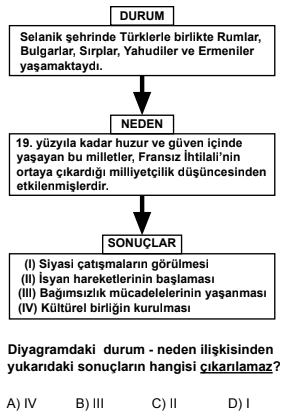 DURUM
Selanik şehrinde Türklerle birlikte Rumlar,
Bulgarlar, Sırplar, Yahudiler ve Ermeniler
yaşamaktaydı.
NEDEN
19. yüzyıla kadar huzur ve güven içinde
yaşayan bu milletler, Fransız İhtilali'nin
ortaya çıkardığı milliyetçilik düşüncesinden
etkilenmişlerdir.
SONUÇLAR
(I) Siyasi çatışmaların görülmesi
(II) İsyan hareketlerinin başlaması
(III) Bağımsızlık mücadelelerinin yaşanması
(IV) Kültürel birliğin kurulması
Diyagramdaki durum - neden ilişkisinden
yukarıdaki sonuçların hangisi çıkarılamaz?
A) IV B) III C) II D) I